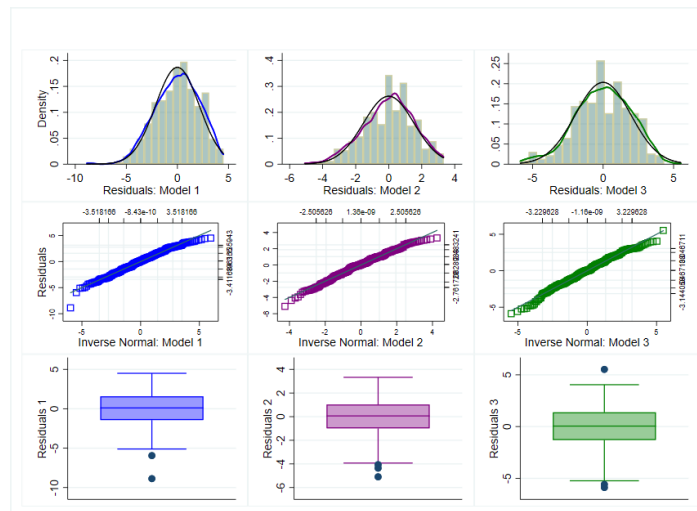 Density
0 .05 .1 .15 .2
-10 -5 0 5
Residuals: Model 1
0 .1 .2 .3 .4
-6 -4 -2 0 2 4
Residuals: Model 2
0 .05 .1 .15 .2 .25
-5 0 5
Residuals: Model 3
-3.518166 -8.43e-10 3.518166
Residuals
-10 -5 0 5
-5 0 5
Inverse Normal: Model 1
-2.505628 1.38e-09 2.505628
-6 -4 -2 0 2 4
-4 -2 0 2 4
Inverse Normal: Model 2
-3.229628 -1.16e-09 3.229628
-5 0 5
-5 0 5
Inverse Normal: Model 3
Residuals 1
-10 -5 0 5
Residuals 2
-6 -4 -2 0 2 4
Residuals 3
-5 0 5